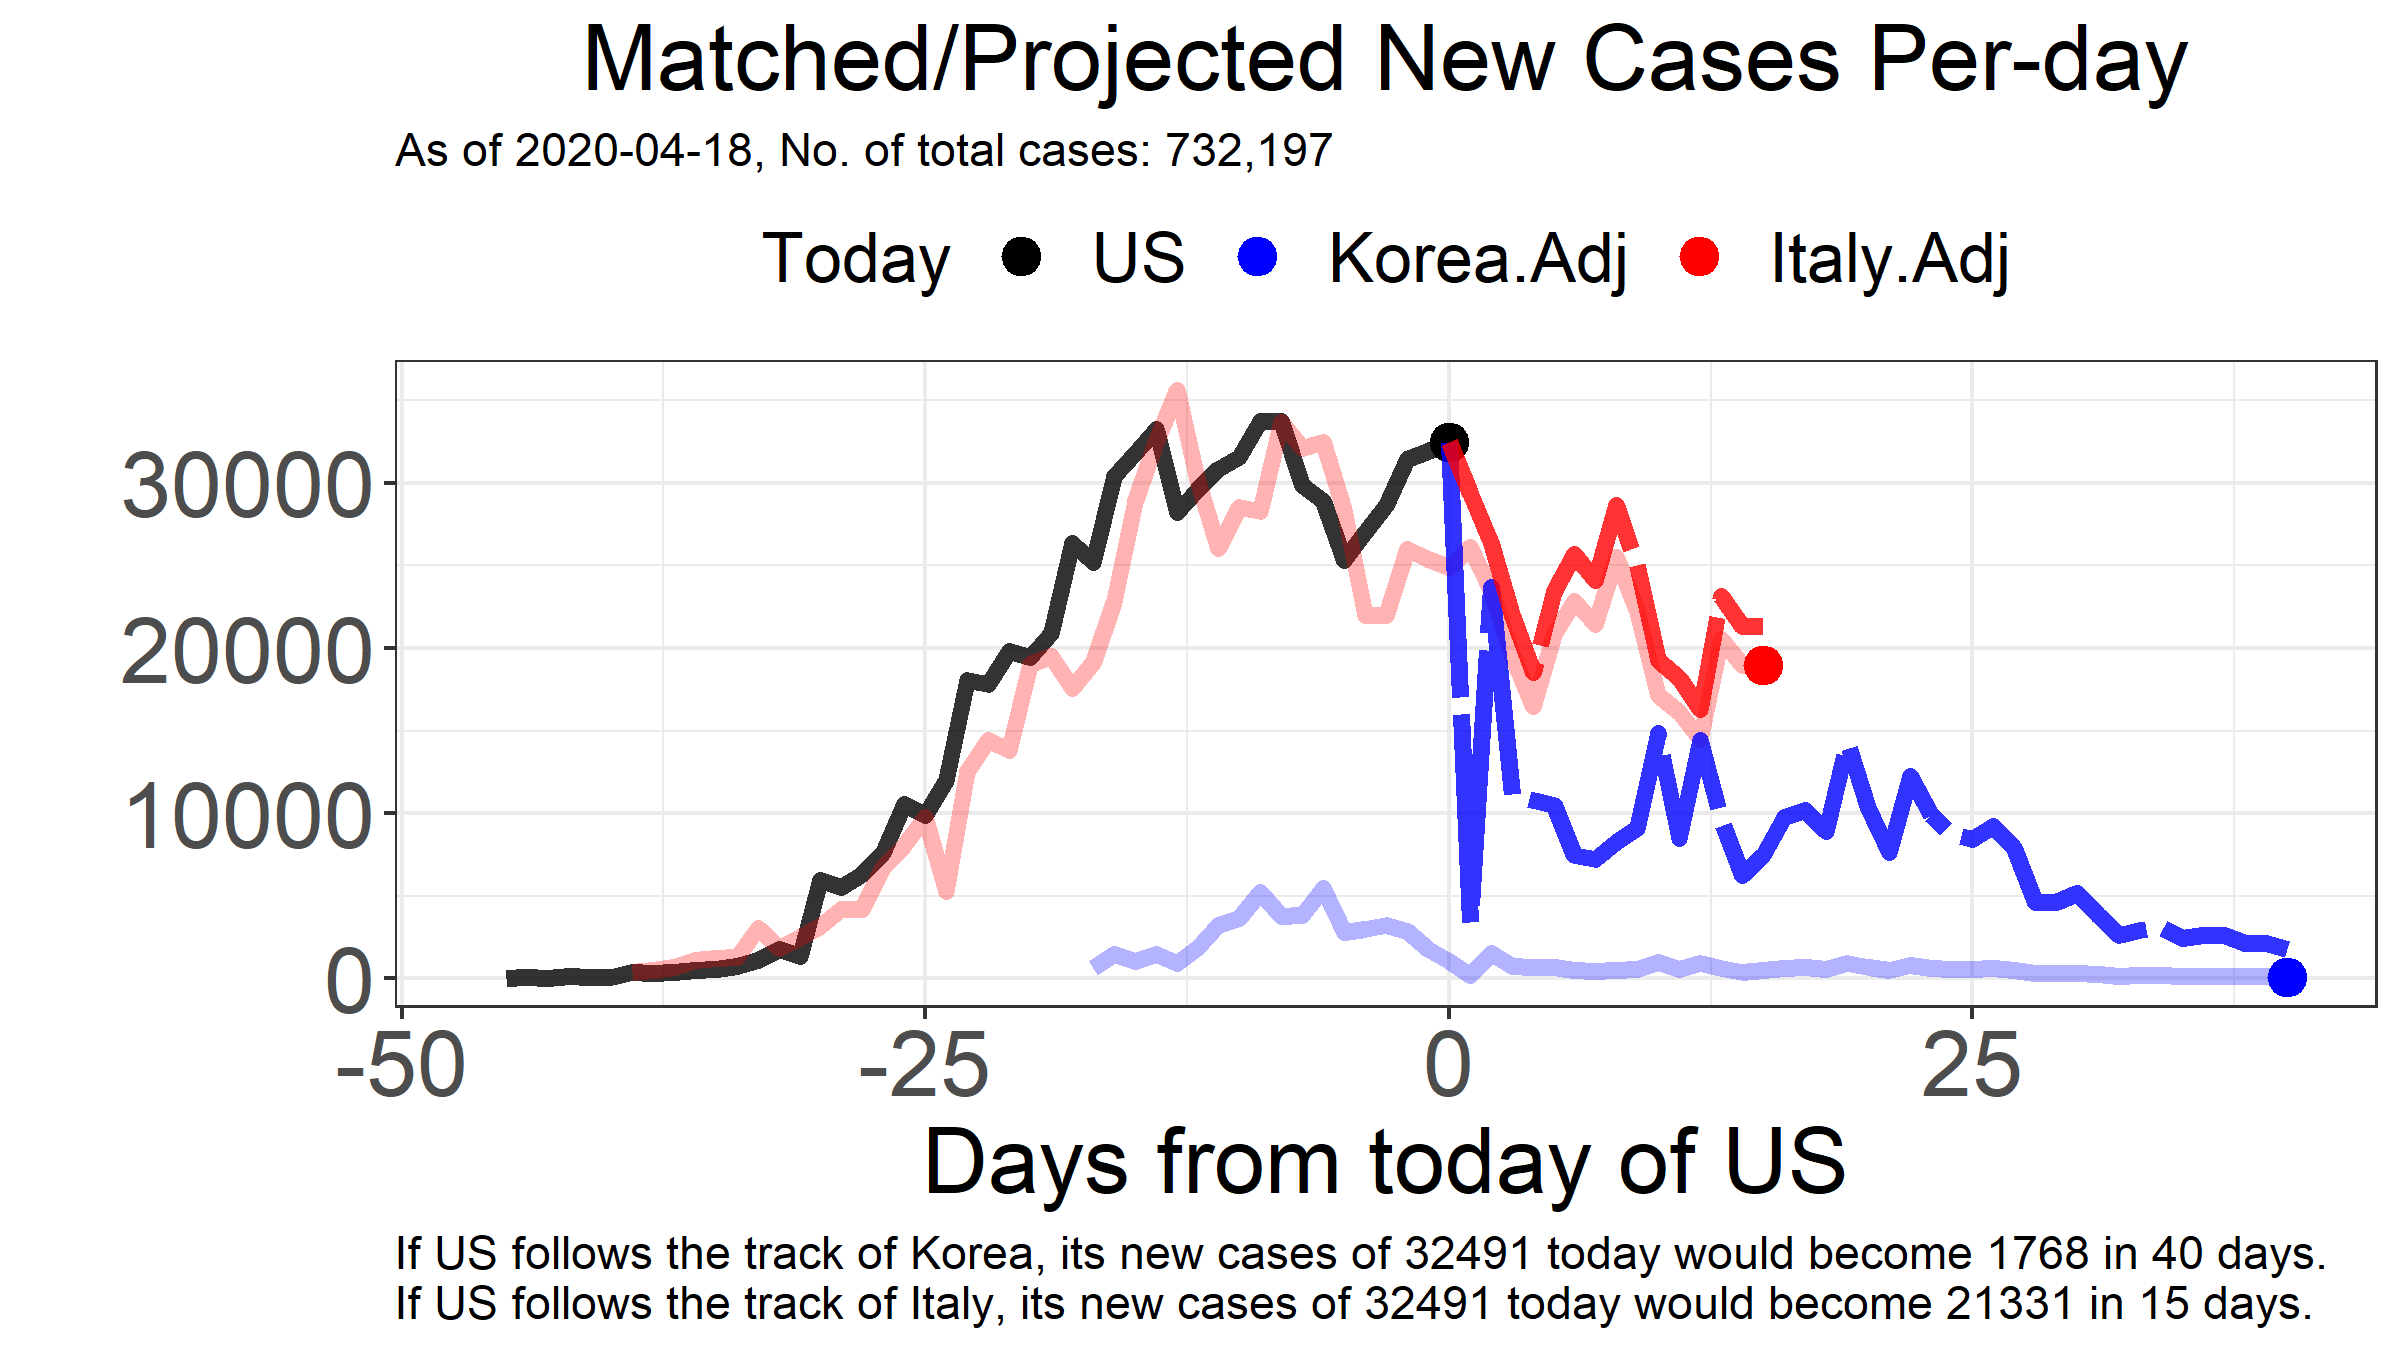 Matched/Projected New Cases Per-day
As of 2020-04-18, No. of total cases: 732,197
Today US Korea.Adj Italy.Adj
30000
20000
10000
0
-50 -25 0 25
Days from today of US
If US follows the track of Korea, its new cases of 32491 today would become 1768 in 40 days.
If US follows the track of Italy, its new cases of 32491 today would become 21331 in 15 days.